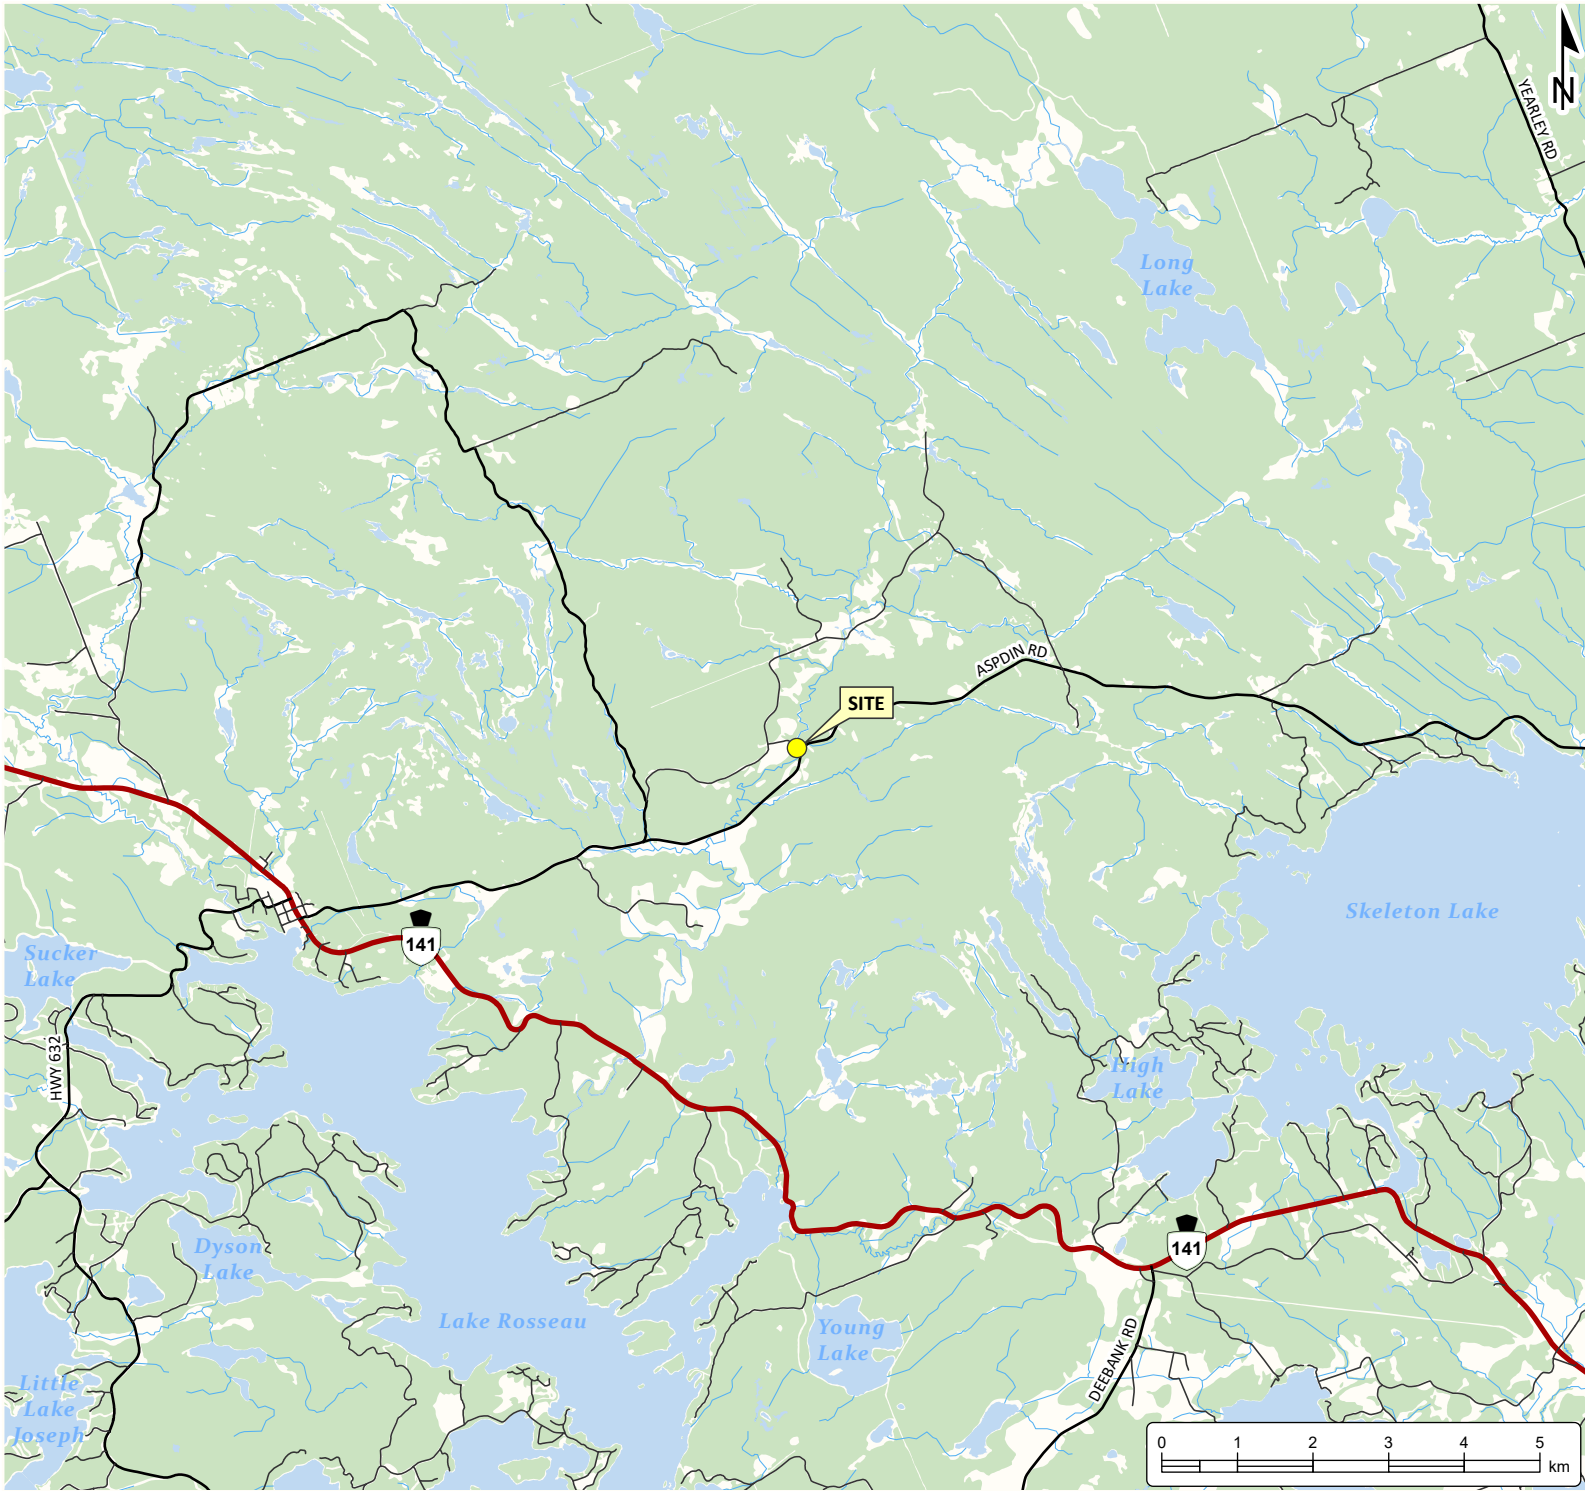 N
YEARLEY RD
Long
Lake
ASPDIN RD
SITE
Skeleton Lake
141
Sucker
Lake
HWY 632
High
Lake
141
Dyson
Lake
Lake Rosseau
Young
Lake
DEEBANK RD
Little
Lake
Joseph
0 1 2 3 4 5
km